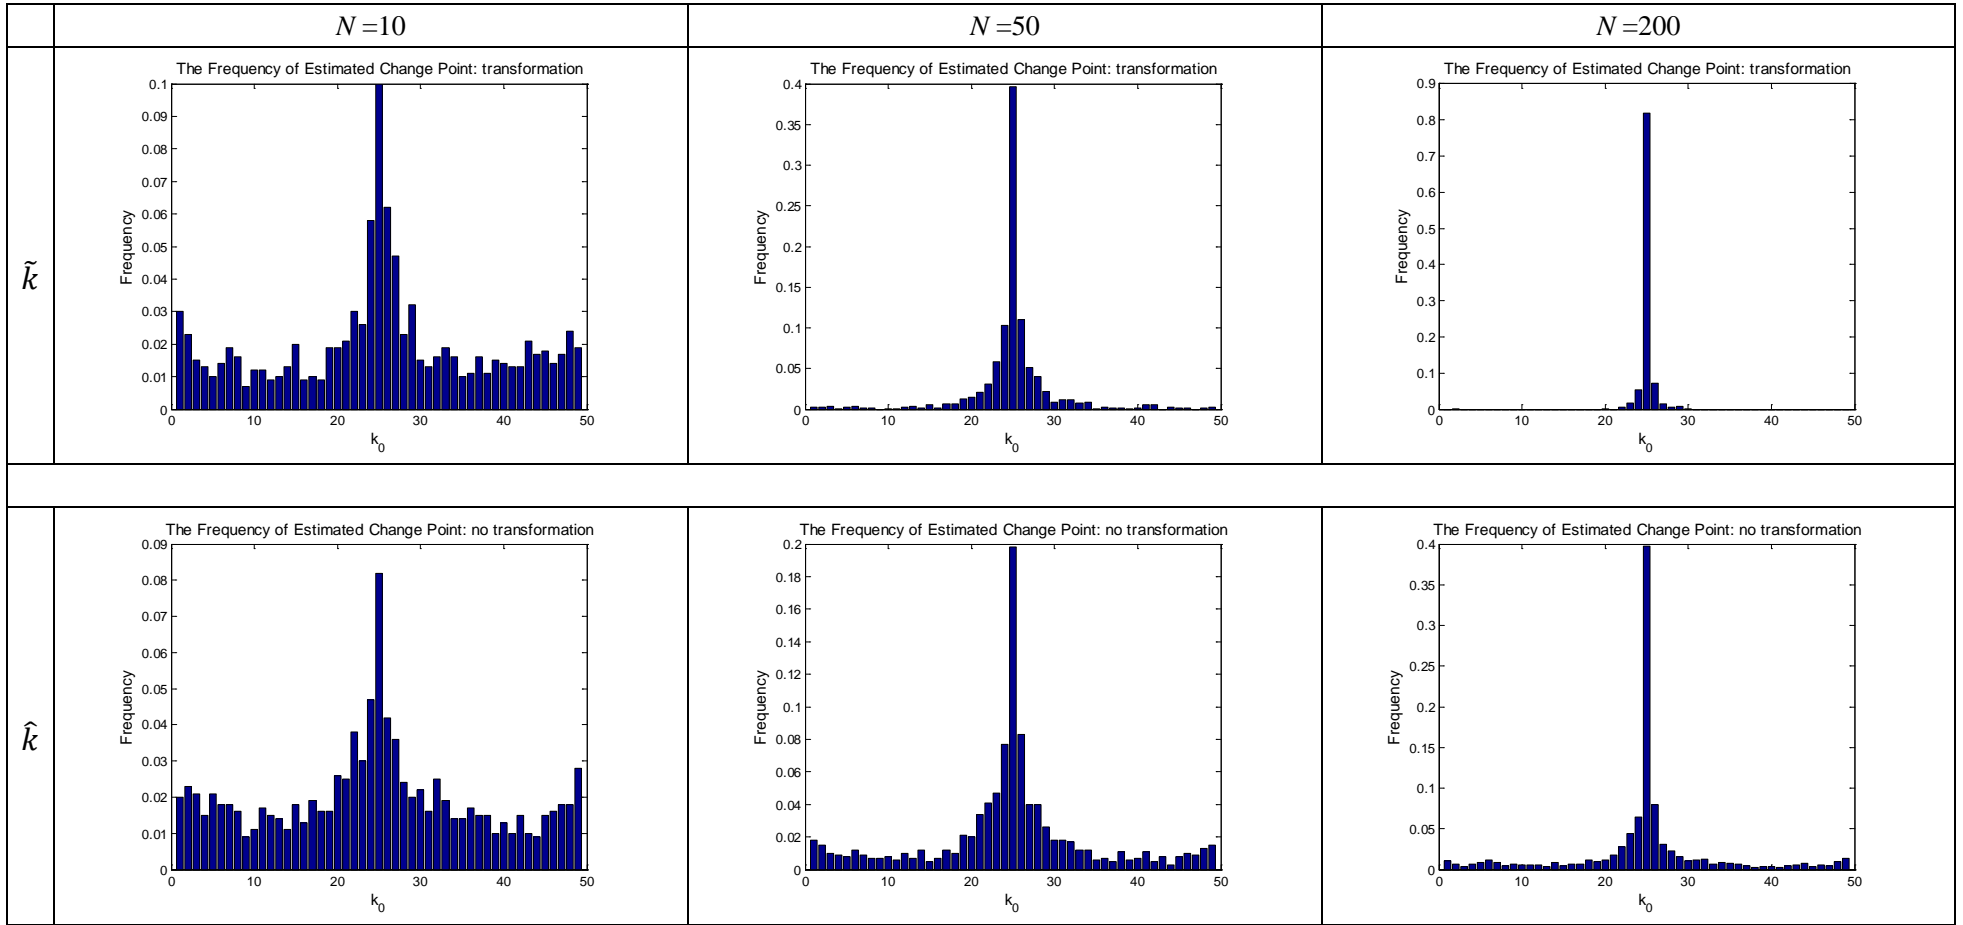 N =10
N =50
N =200
k̃
The Frequency of Estimated Change Point: transformation
0.1
0.09
0.08
0.07
0.06
0.05
0.04
0.03
0.02
0.01
0
Frequency
0 10 20 30 40 50
k0
The Frequency of Estimated Change Point: transformation
0.4
0.35
0.3
0.25
0.2
0.15
0.1
0.05
0
Frequency
0 10 20 30 40 50
k0
The Frequency of Estimated Change Point: transformation
0.9
0.8
0.7
0.6
0.5
0.4
0.3
0.2
0.1
0
Frequency
0 10 20 30 40 50
k0
k̂
The Frequency of Estimated Change Point: no transformation
0.09
0.08
0.07
0.06
0.05
0.04
0.03
0.02
0.01
0
Frequency
0 10 20 30 40 50
k0
The Frequency of Estimated Change Point: no transformation
0.2
0.18
0.16
0.14
0.12
0.1
0.08
0.06
0.04
0.02
0
Frequency
0 10 20 30 40 50
k0
The Frequency of Estimated Change Point: no transformation
0.4
0.35
0.3
0.25
0.2
0.15
0.1
0.05
0
Frequency
0 10 20 30 40 50
k0